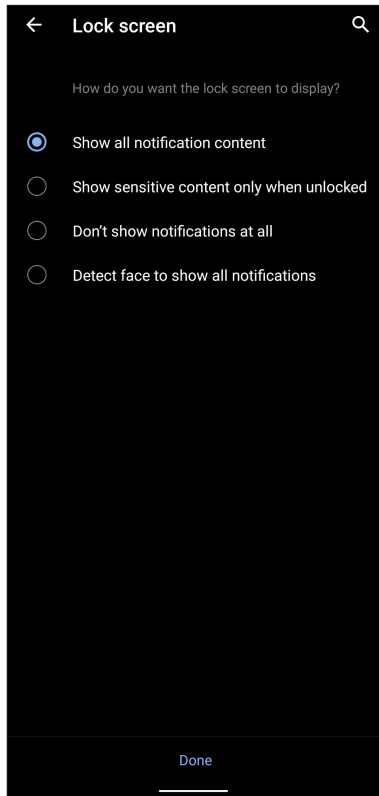 Lock screen
How do you want the lock screen to display?
Show all notification content
Show sensitive content only when unlocked
Don’t show notifications at all
Detect face to show all notifications
Done